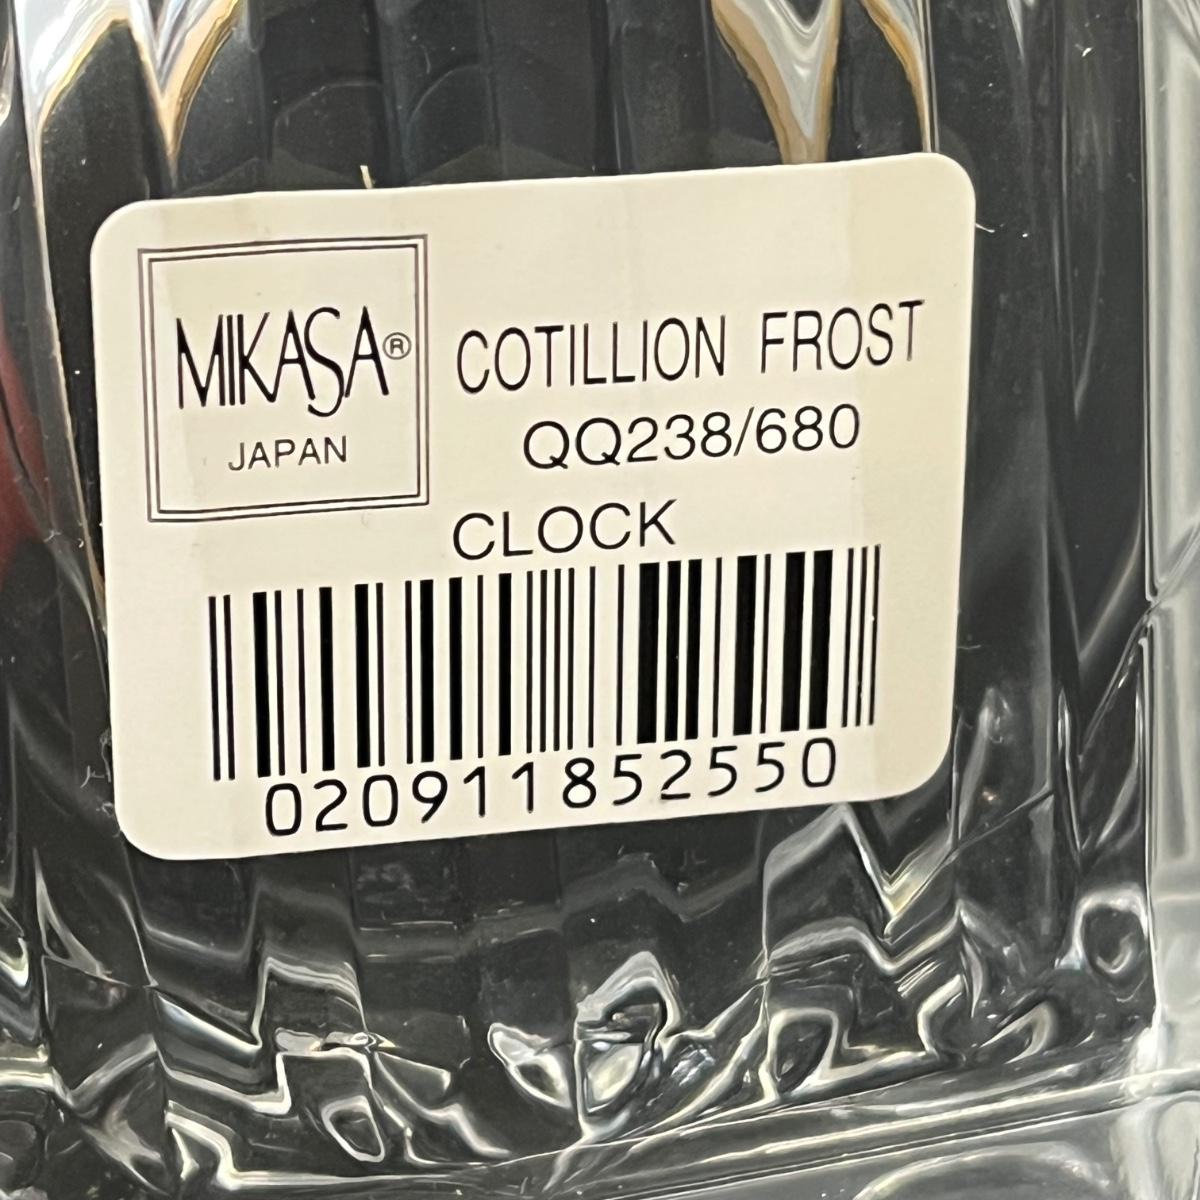 MIKASA®
JAPAN
COTILLION FROST
QQ238/680
CLOCK
020911852550